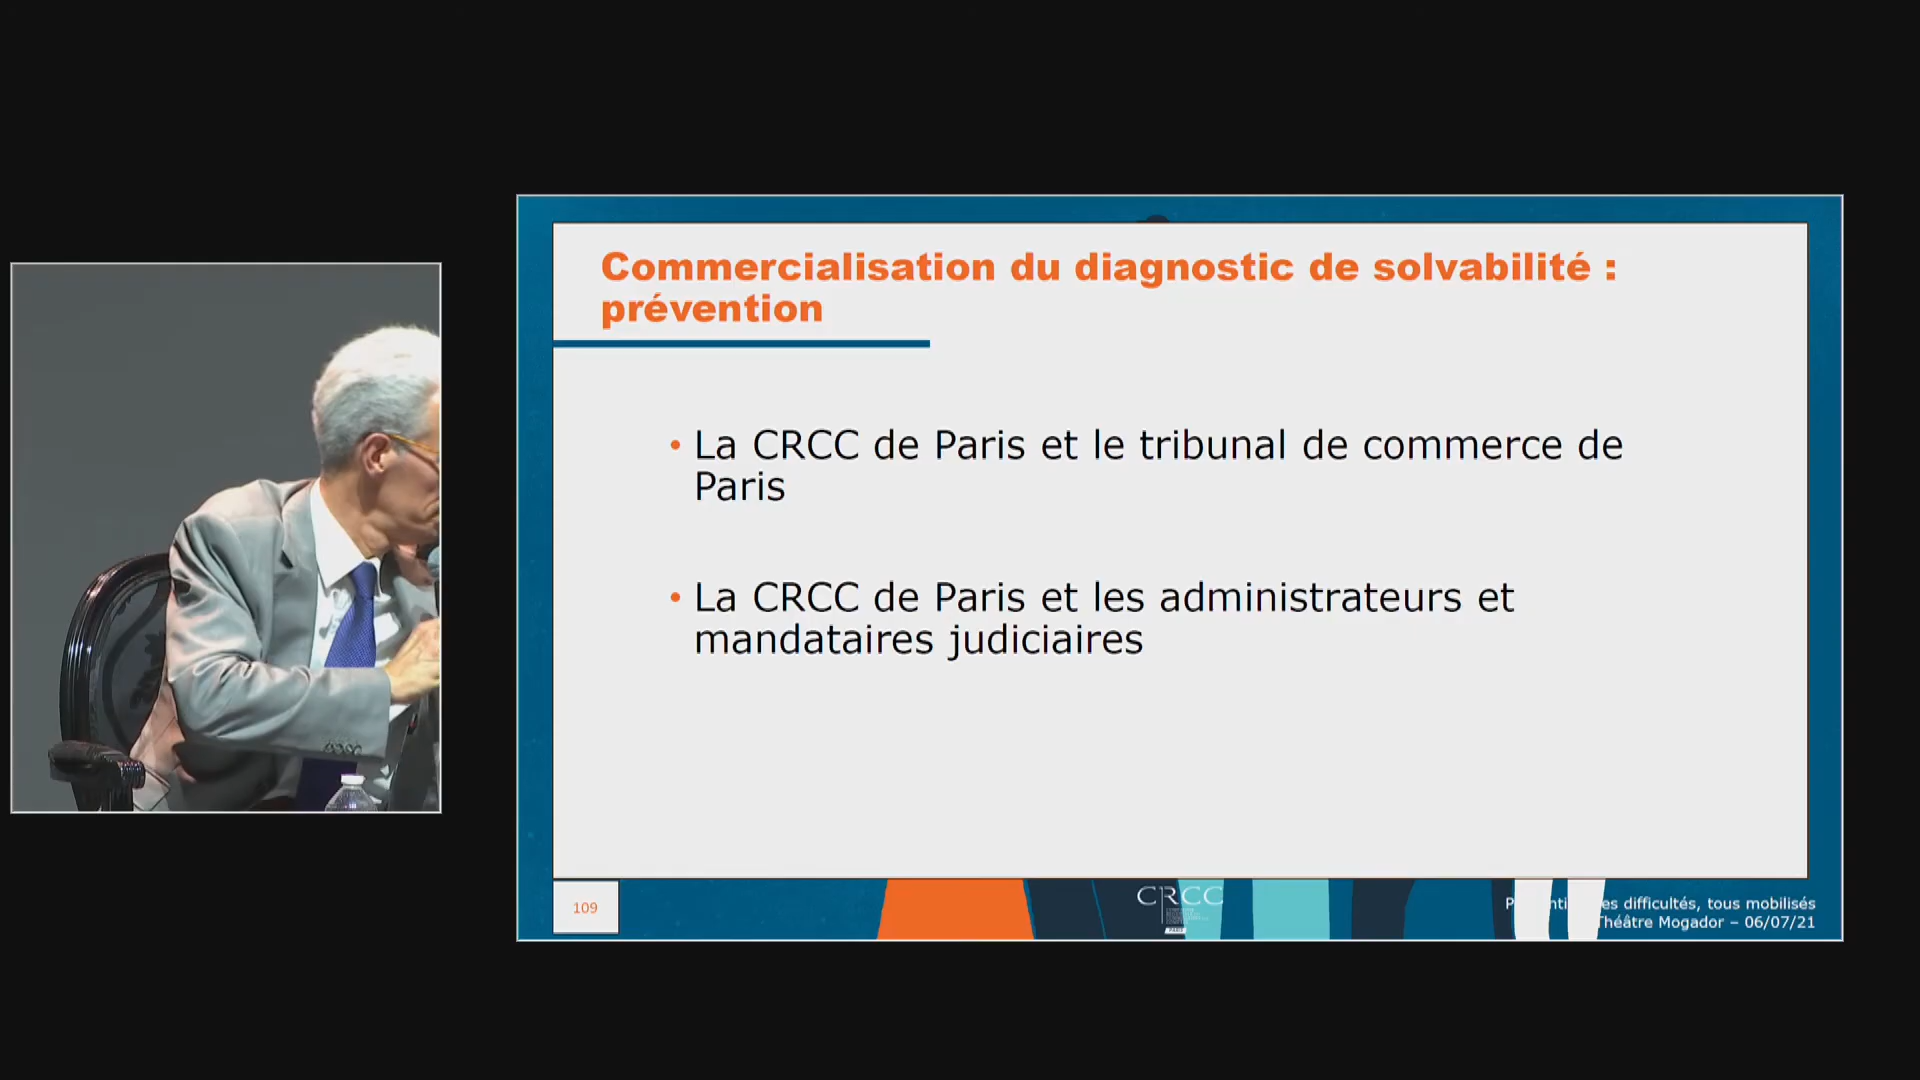 Commercialisation du diagnostic de solvabilité :
prévention
• La CRCC de Paris et le tribunal de commerce de
Paris
• La CRCC de Paris et les administrateurs et
mandataires judiciaires
109
CRCC
PARIS
es difficultés, tous mobilisés
Théâtre Mogador – 06/07/21